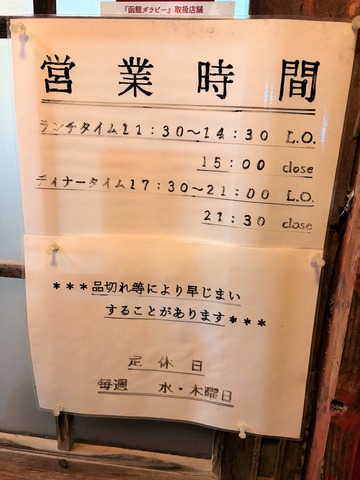 『函館ガラビー』取扱店舗
営業時間
ランチタイム11：30〜14：30 L.O.
15：00 close
ディナータイム17：30〜21：00 L.O.
21：30 close
＊＊＊品切れ等により早じまい
することがあります＊＊＊
定休日
毎週 水・木曜日